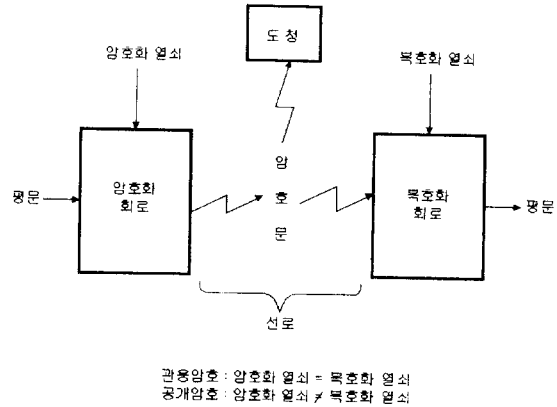 도 청
암호화 열쇠
복호화 열쇠
평문
암호화
회로
암
호
문
복호화
회로
평문
선로
관용암호 : 암호화 열쇠 = 복호화 열쇠
공개암호 : 암호화 열쇠 ≠ 복호화 열쇠